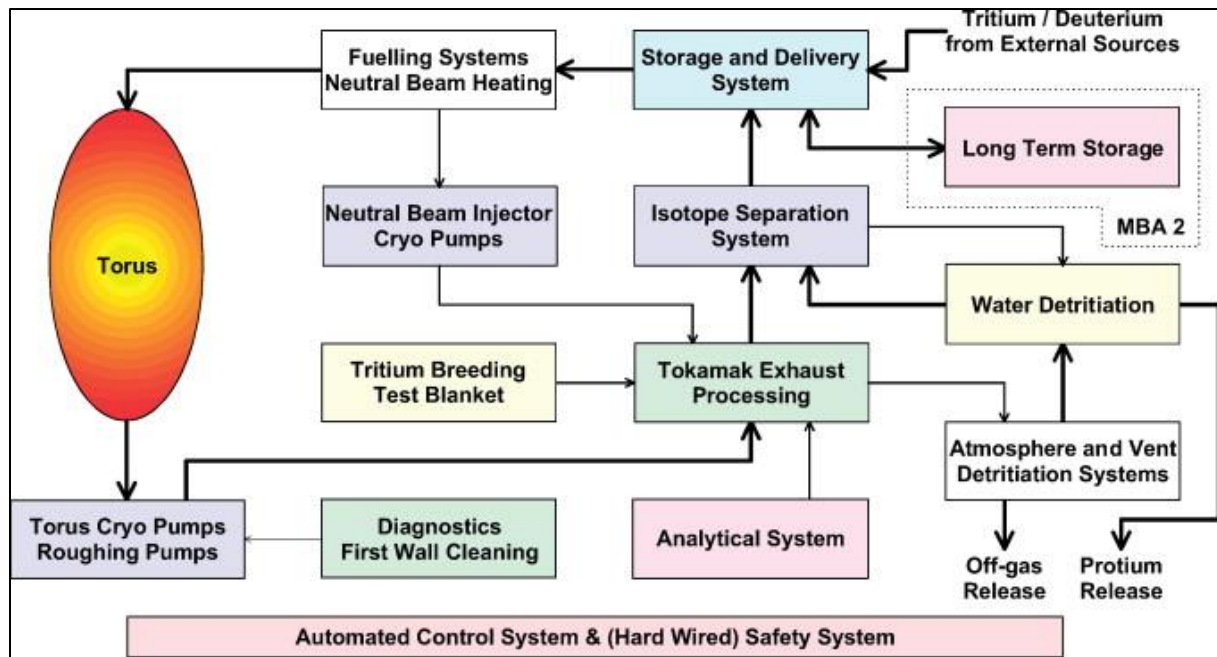 Tritium / Deuterium
from External Sources
Fuelling Systems
Neutral Beam Heating
Storage and Delivery
System
Long Term Storage
MBA 2
Neutral Beam Injector
Cryo Pumps
Isotope Separation
System
Torus
Water Detritiation
Tritium Breeding
Test Blanket
Tokamak Exhaust
Processing
Atmosphere and Vent
Detritiation Systems
Torus Cryo Pumps
Roughing Pumps
Diagnostics
First Wall Cleaning
Analytical System
Off-gas
Release
Protium
Release
Automated Control System & (Hard Wired) Safety System